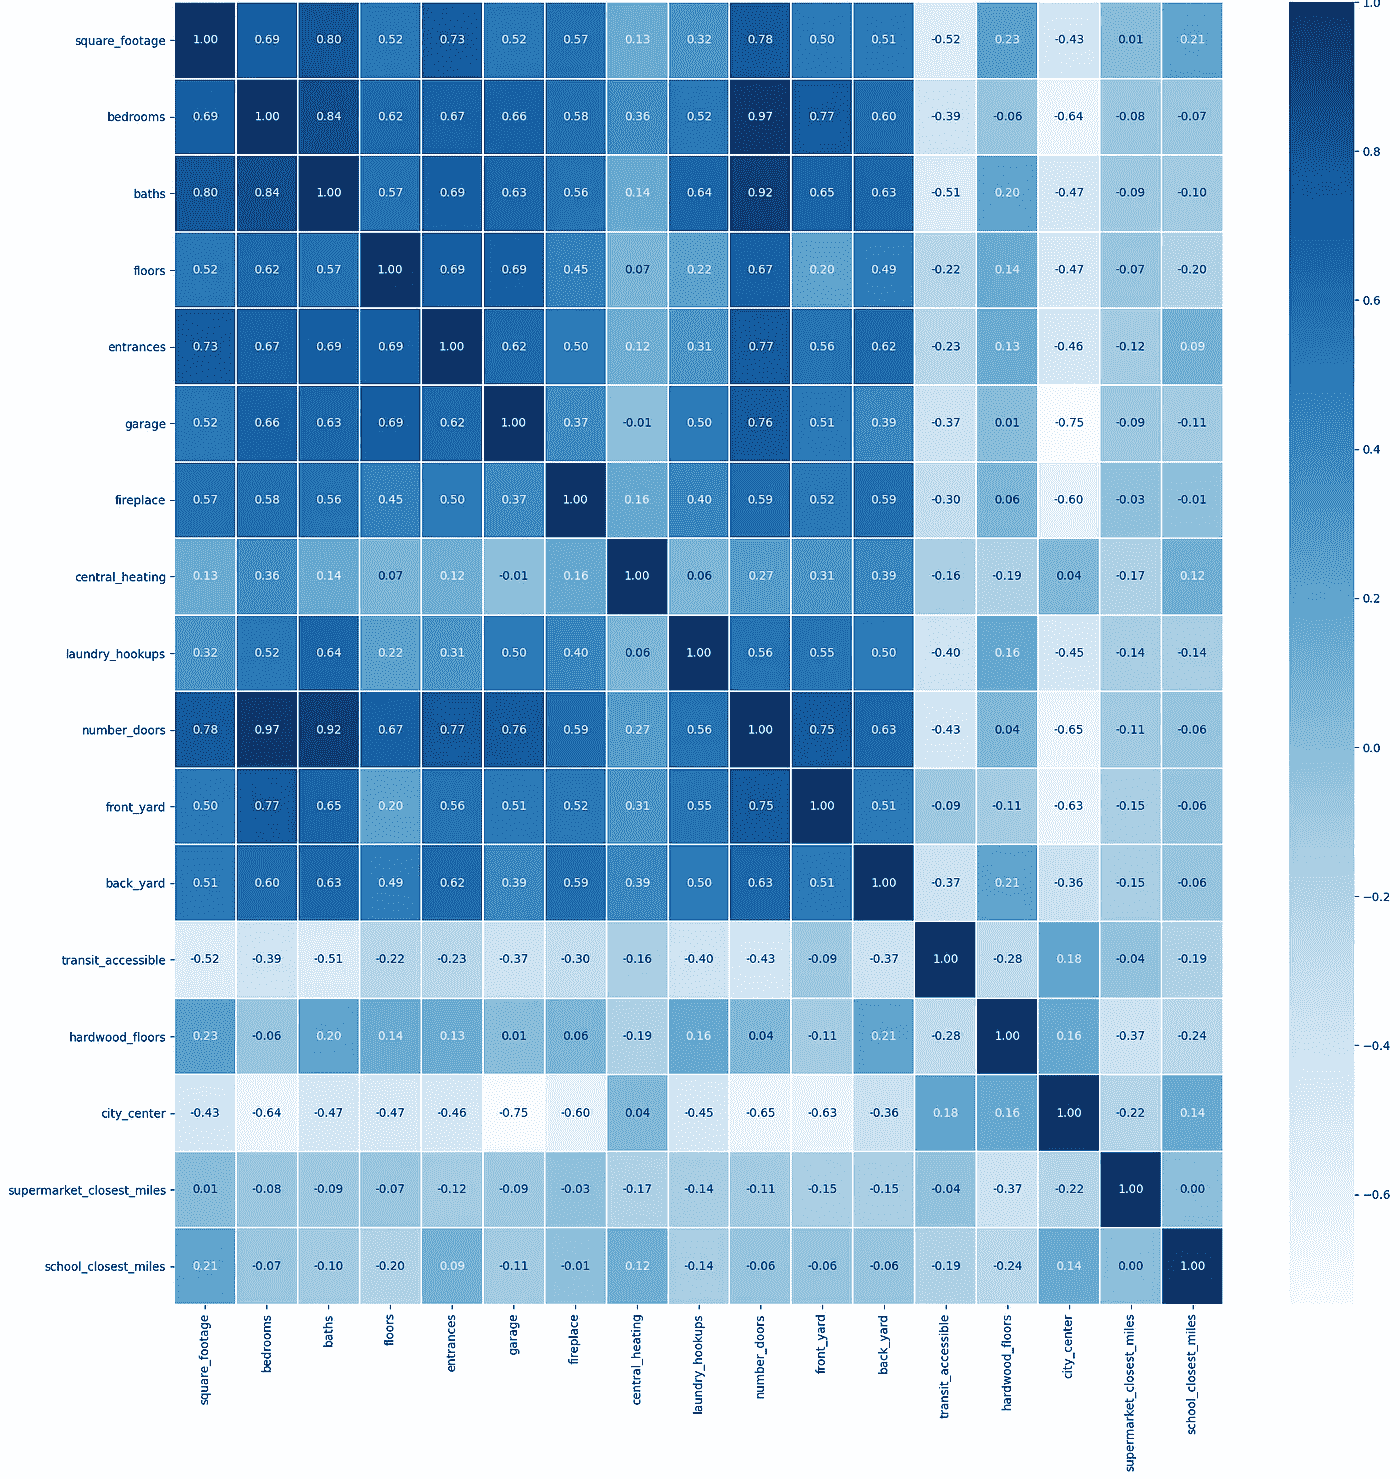 square_footage 1.00 0.69 0.80 0.52 0.73 0.52 0.57 0.13 0.32 0.78 0.50 0.51 -0.52 0.23 -0.43 0.01 0.21
bedrooms 0.69 1.00 0.84 0.62 0.67 0.66 0.58 0.36 0.52 0.97 0.77 0.60 -0.39 -0.06 -0.64 -0.08 -0.07
baths 0.80 0.84 1.00 0.57 0.69 0.63 0.56 0.14 0.64 0.92 0.65 0.63 -0.51 0.20 -0.47 -0.09 -0.10
floors 0.52 0.62 0.57 1.00 0.69 0.69 0.45 0.07 0.22 0.67 0.20 0.49 -0.22 0.14 -0.47 -0.07 -0.20
entrances 0.73 0.67 0.69 0.69 1.00 0.62 0.50 0.12 0.31 0.77 0.56 0.62 -0.23 0.13 -0.46 -0.12 0.09
garage 0.52 0.66 0.63 0.69 0.62 1.00 0.37 -0.01 0.50 0.76 0.51 0.39 -0.37 0.01 -0.75 -0.09 -0.11
fireplace 0.57 0.58 0.56 0.45 0.50 0.37 1.00 0.16 0.40 0.59 0.52 0.59 -0.30 0.06 -0.60 -0.03 -0.01
central_heating 0.13 0.36 0.14 0.07 0.12 -0.01 0.16 1.00 0.06 0.27 0.31 0.39 -0.16 -0.19 0.04 -0.17 0.12
laundry_hookups 0.32 0.52 0.64 0.22 0.31 0.50 0.40 0.06 1.00 0.56 0.55 0.50 -0.40 0.16 -0.45 -0.14 -0.14
number_doors 0.78 0.97 0.92 0.67 0.77 0.76 0.59 0.27 0.56 1.00 0.75 0.63 -0.43 0.04 -0.65 -0.11 -0.06
front_yard 0.50 0.77 0.65 0.20 0.56 0.51 0.52 0.31 0.55 0.75 1.00 0.51 -0.09 -0.11 -0.63 -0.15 -0.06
back_yard 0.51 0.60 0.63 0.49 0.62 0.39 0.59 0.39 0.50 0.63 0.51 1.00 -0.37 0.21 -0.36 -0.15 -0.06
transit_accessible -0.52 -0.39 -0.51 -0.22 -0.23 -0.37 -0.30 -0.16 -0.40 -0.43 -0.09 -0.37 1.00 -0.28 0.18 -0.04 -0.19
hardwood_floors 0.23 -0.06 0.20 0.14 0.13 0.01 0.06 -0.19 0.16 0.04 -0.11 0.21 -0.28 1.00 0.16 -0.37 -0.24
city_center -0.43 -0.64 -0.47 -0.47 -0.46 -0.75 -0.60 0.04 -0.45 -0.65 -0.63 -0.36 0.18 0.16 1.00 -0.22 0.14
supermarket_closest_miles 0.01 -0.08 -0.09 -0.07 -0.12 -0.09 -0.03 -0.17 -0.14 -0.11 -0.15 -0.15 -0.04 -0.37 -0.22 1.00 0.00
school_closest_miles 0.21 -0.07 -0.10 -0.20 0.09 -0.11 -0.01 0.12 -0.14 -0.06 -0.06 -0.06 -0.19 -0.24 0.14 0.00 1.00
square_footage
bedrooms
baths
floors
entrances
garage
fireplace
central_heating
laundry_hookups
number_doors
front_yard
back_yard
transit_accessible
hardwood_floors
city_center
supermarket_closest_miles
school_closest_miles
1.0
0.8
0.6
0.4
0.2
0.0
−0.2
−0.4
−0.6